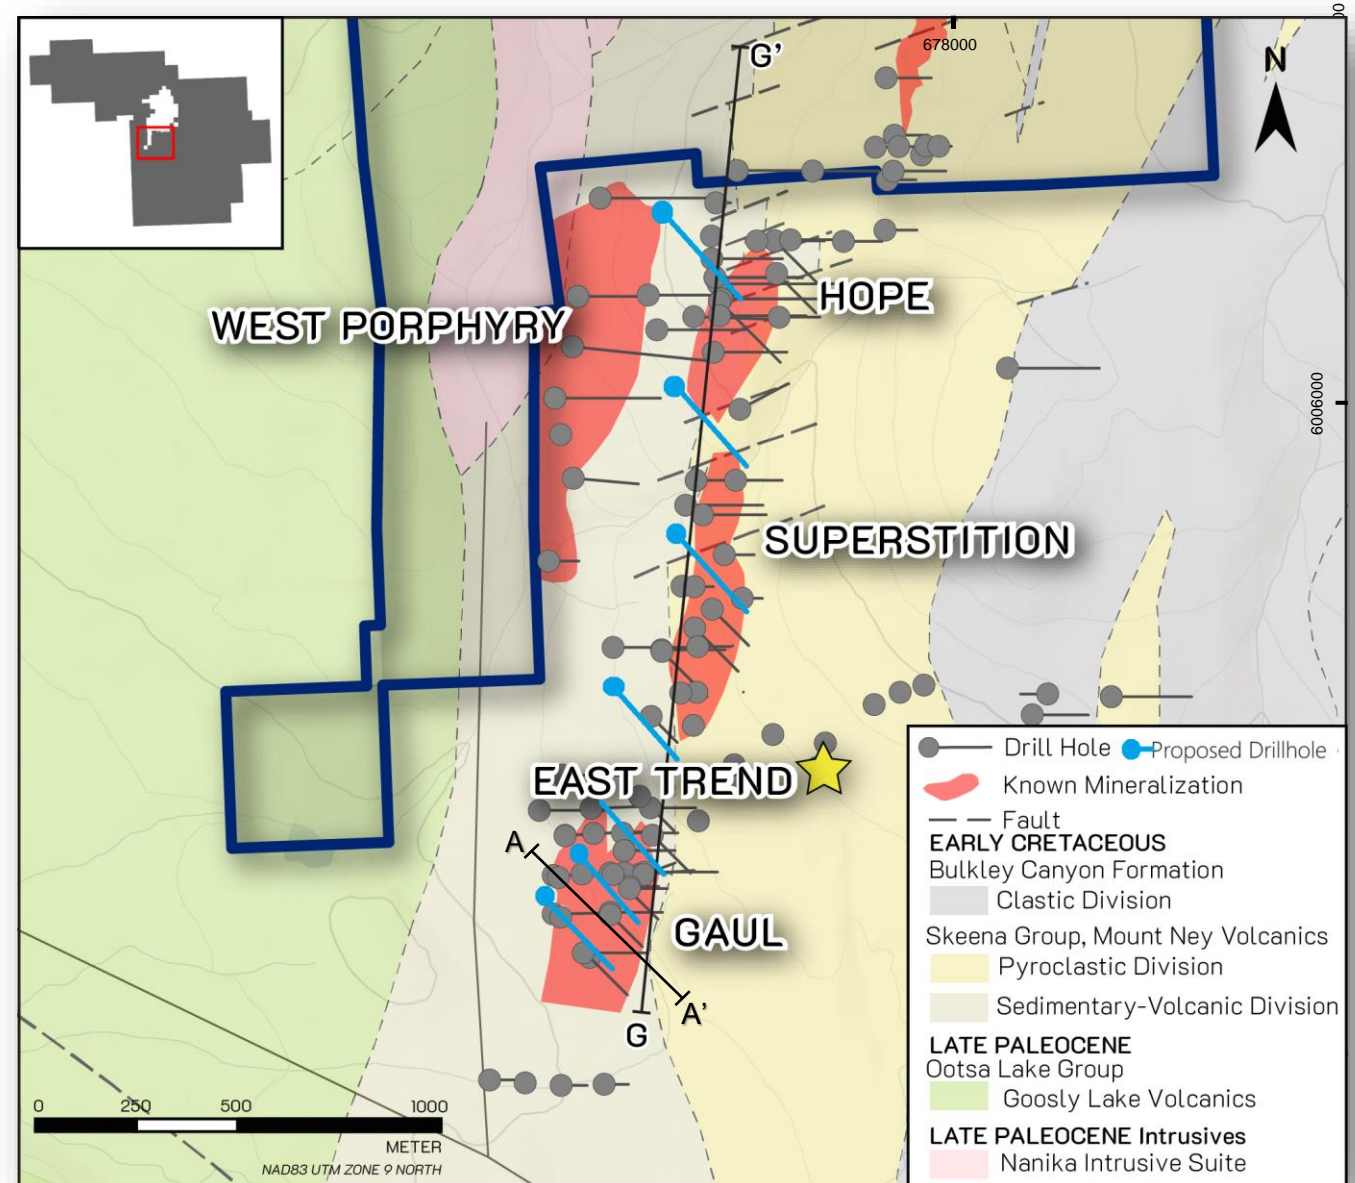 00
G'
678000
N
HOPE
WEST PORPHYRY
6006000
SUPERSTITION
EAST TREND
A
GAUL
A'
G
Drill Hole
Proposed Drillhole
Known Mineralization
Fault
EARLY CRETACEOUS
Bulkley Canyon Formation
Clastic Division
Skeena Group, Mount Ney Volcanics
Pyroclastic Division
Sedimentary-Volcanic Division
LATE PALEOCENE
Ootsa Lake Group
Goosly Lake Volcanics
LATE PALEOCENE Intrusives
Nanika Intrusive Suite
0 250 500 1000
METER
NAD83 UTM ZONE 9 NORTH